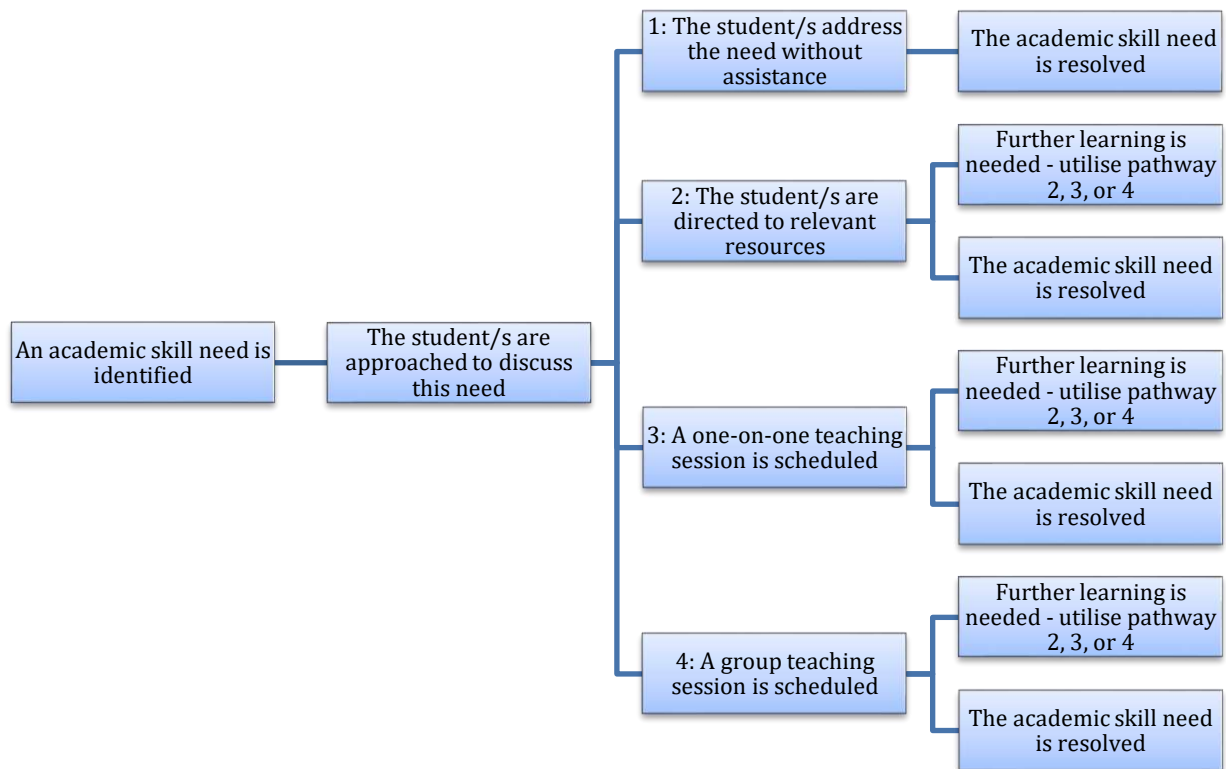 An academic skill need is
identified
The student/s are
approached to discuss
this need
1: The student/s address
the need without
assistance
The academic skill need
is resolved
2: The student/s are
directed to relevant
resources
Further learning is
needed - utilise pathway
2, 3, or 4
The academic skill need
is resolved
3: A one-on-one teaching
session is scheduled
Further learning is
needed - utilise pathway
2, 3, or 4
The academic skill need
is resolved
4: A group teaching
session is scheduled
Further learning is
needed - utilise pathway
2, 3, or 4
The academic skill need
is resolved